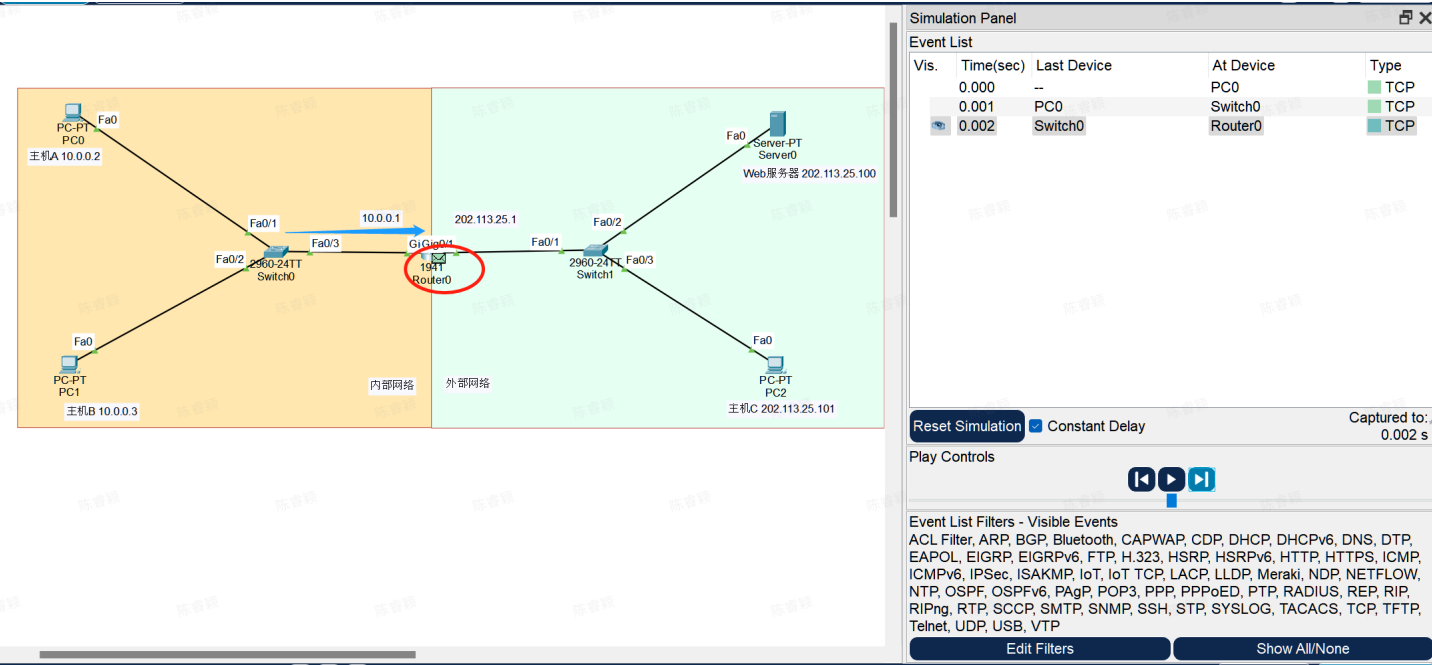 Simulation Panel
Event List
Vis. Time(sec) Last Device At Device Type
0.000 -- PC0 TCP
0.001 PC0 Switch0 TCP
0.002 Switch0 Router0 TCP
Fa0
PC-PT
PC0
主机A 10.0.0.2
Fa0/1
10.0.0.1
Fa0/3
Fa0/2
2960-24TT
Switch0
Gi
Gig0/1
1941
Router0
Fa0
PC-PT
PC1
主机B 10.0.0.3
内部网络
外部网络
202.113.25.1
Fa0/1
Fa0/2
Fa0/3
2960-24TT
Switch1
Fa0
Server-PT
Server0
Web服务器 202.113.25.100
Fa0
PC-PT
PC2
主机C 202.113.25.101
Reset Simulation
Constant Delay
Captured to:
0.002 s
Play Controls
Event List Filters - Visible Events
ACL Filter, ARP, BGP, Bluetooth, CAPWAP, CDP, DHCP, DHCPv6, DNS, DTP,
EAPOL, EIGRP, EIGRPv6, FTP, H.323, HSRP, HSRPv6, HTTP, HTTPS, ICMP,
ICMPv6, IPSec, ISAKMP, IoT, IoT TCP, LACP, LLDP, Meraki, NDP, NETFLOW,
NTP, OSPF, OSPFv6, PAgP, POP3, PPP, PPPoED, PTP, RADIUS, REP, RIP,
RIPng, RTP, SCCP, SMTP, SNMP, SSH, STP, SYSLOG, TACACS, TCP, TFTP,
Telnet, UDP, USB, VTP
Edit Filters
Show All/None
陈睿颖